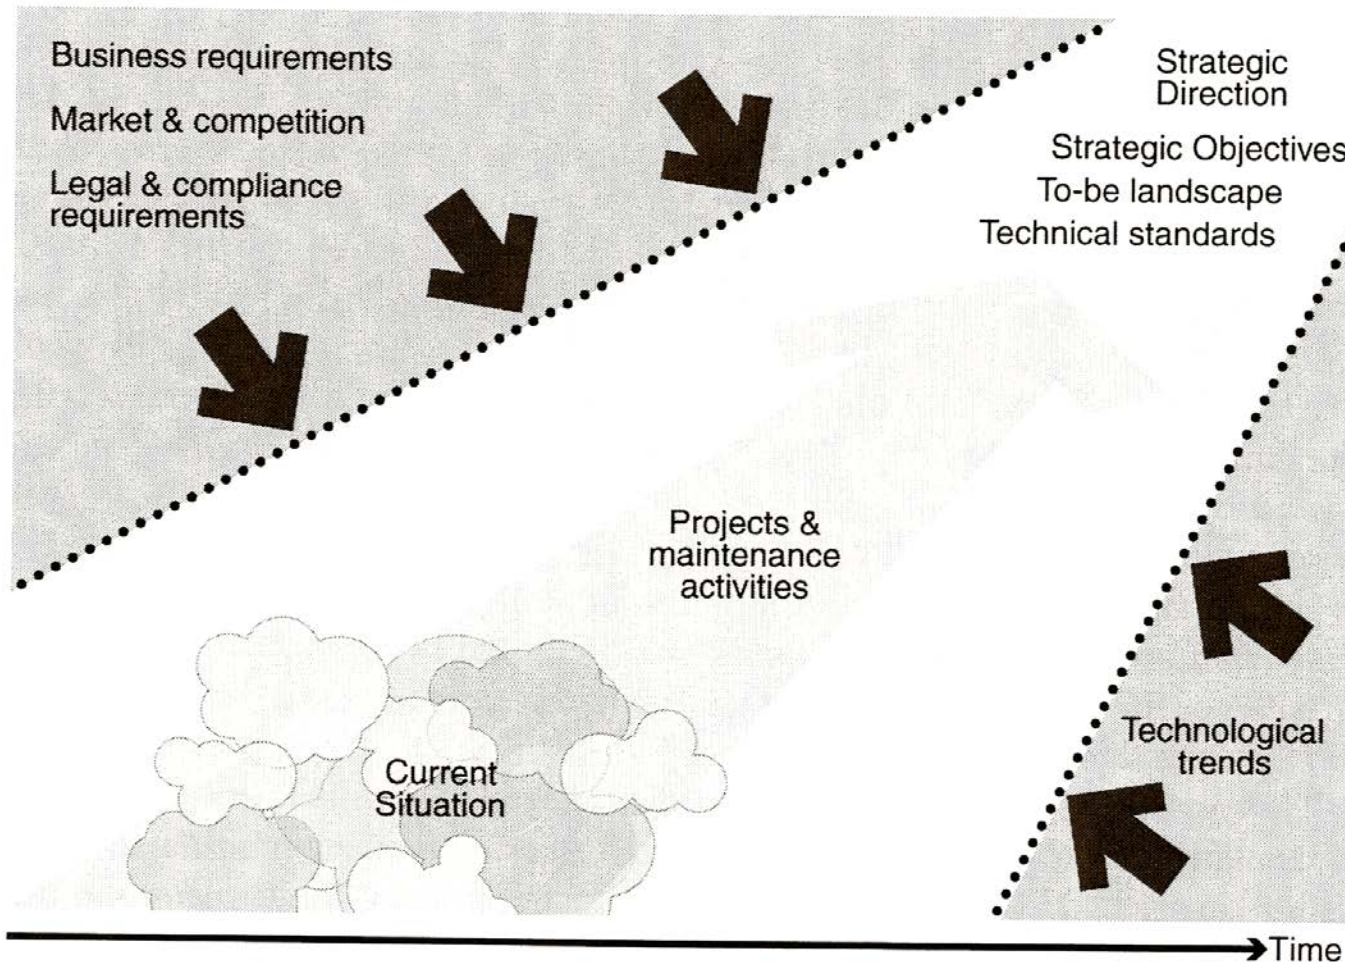 Business requirements
Market & competition
Legal & compliance
requirements
Strategic
Direction
Strategic Objectives
To-be landscape
Technical standards
Projects &
maintenance
activities
Current
Situation
Technological
trends
Time